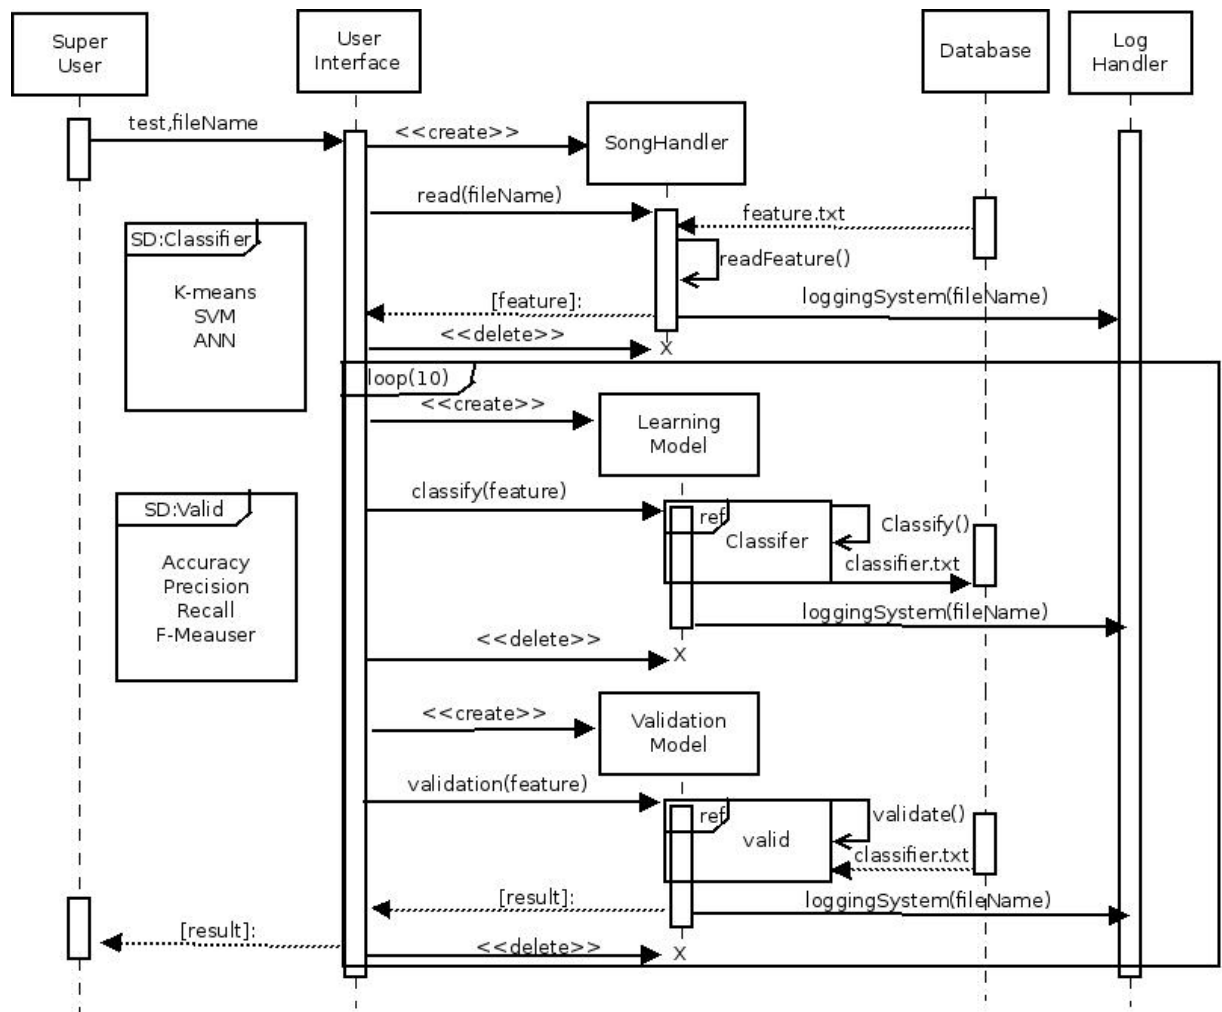 Super
User
User
Interface
Database
Log
Handler
test,fileName
<<create>>
SongHandler
read(fileName)
feature.txt
SD:Classifier
readFeature()
K-means
SVM
ANN
[feature]:
loggingSystem(fileName)
<<delete>>
X
loop(10)
<<create>>
Learning
Model
classify(feature)
SD:Valid
ref
Classifer
Classify()
classifier.txt
Accuracy
Precision
Recall
F-Meauser
loggingSystem(fileName)
<<delete>>
X
<<create>>
Validation
Model
validation(feature)
ref
valid
validate()
classifier.txt
[result]:
loggingSystem(fileName)
[result]:
<<delete>>
X